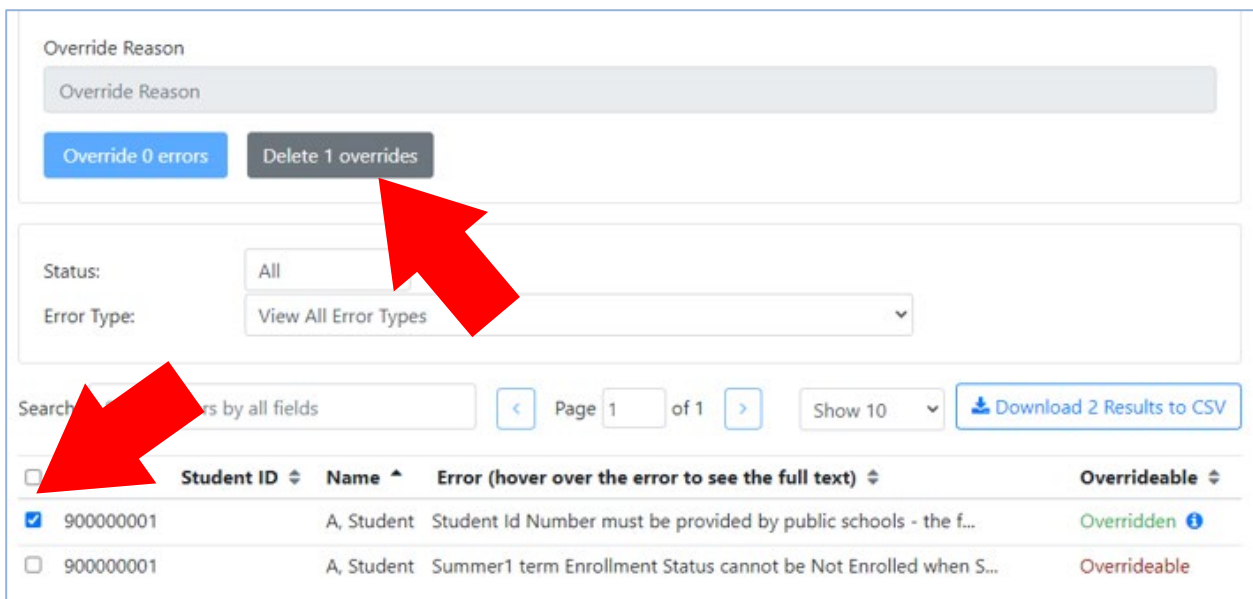 Override Reason
Override Reason
Override 0 errors Delete 1 overrides
Status: All
Error Type: View All Error Types
Search by all fields Page 1 of 1 Show 10 Download 2 Results to CSV
Student ID Name Error (hover over the error to see the full text) Overrideable
900000001 A, Student Student Id Number must be provided by public schools - the f... Overridden
900000001 A, Student Summer1 term Enrollment Status cannot be Not Enrolled when S... Overrideable